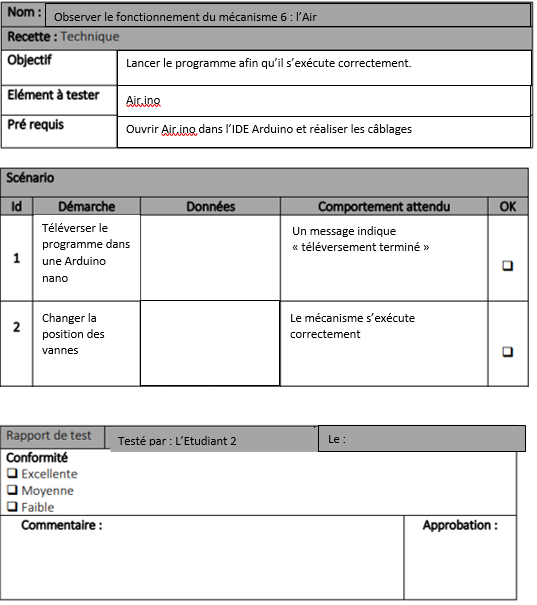 Nom : Observer le fonctionnement du mécanisme 6 : l’Air
Recette : Technique
Objectif Lancer le programme afin qu’il s’exécute correctement.
Elément à tester Air.ino
Pré requis Ouvrir Air.ino dans l’IDE Arduino et réaliser les câblages
Scénario
Id Démarche Données Comportement attendu OK
1
Téléverser le
programme dans
une Arduino
nano
Un message indique
« téléversement terminé »
2
Changer la
position des
vannes
Le mécanisme s’exécute
correctement
Rapport de test Testé par : L’Etudiant 2 Le :
Conformité
Excellente
Moyenne
Faible
Commentaire : Approbation :